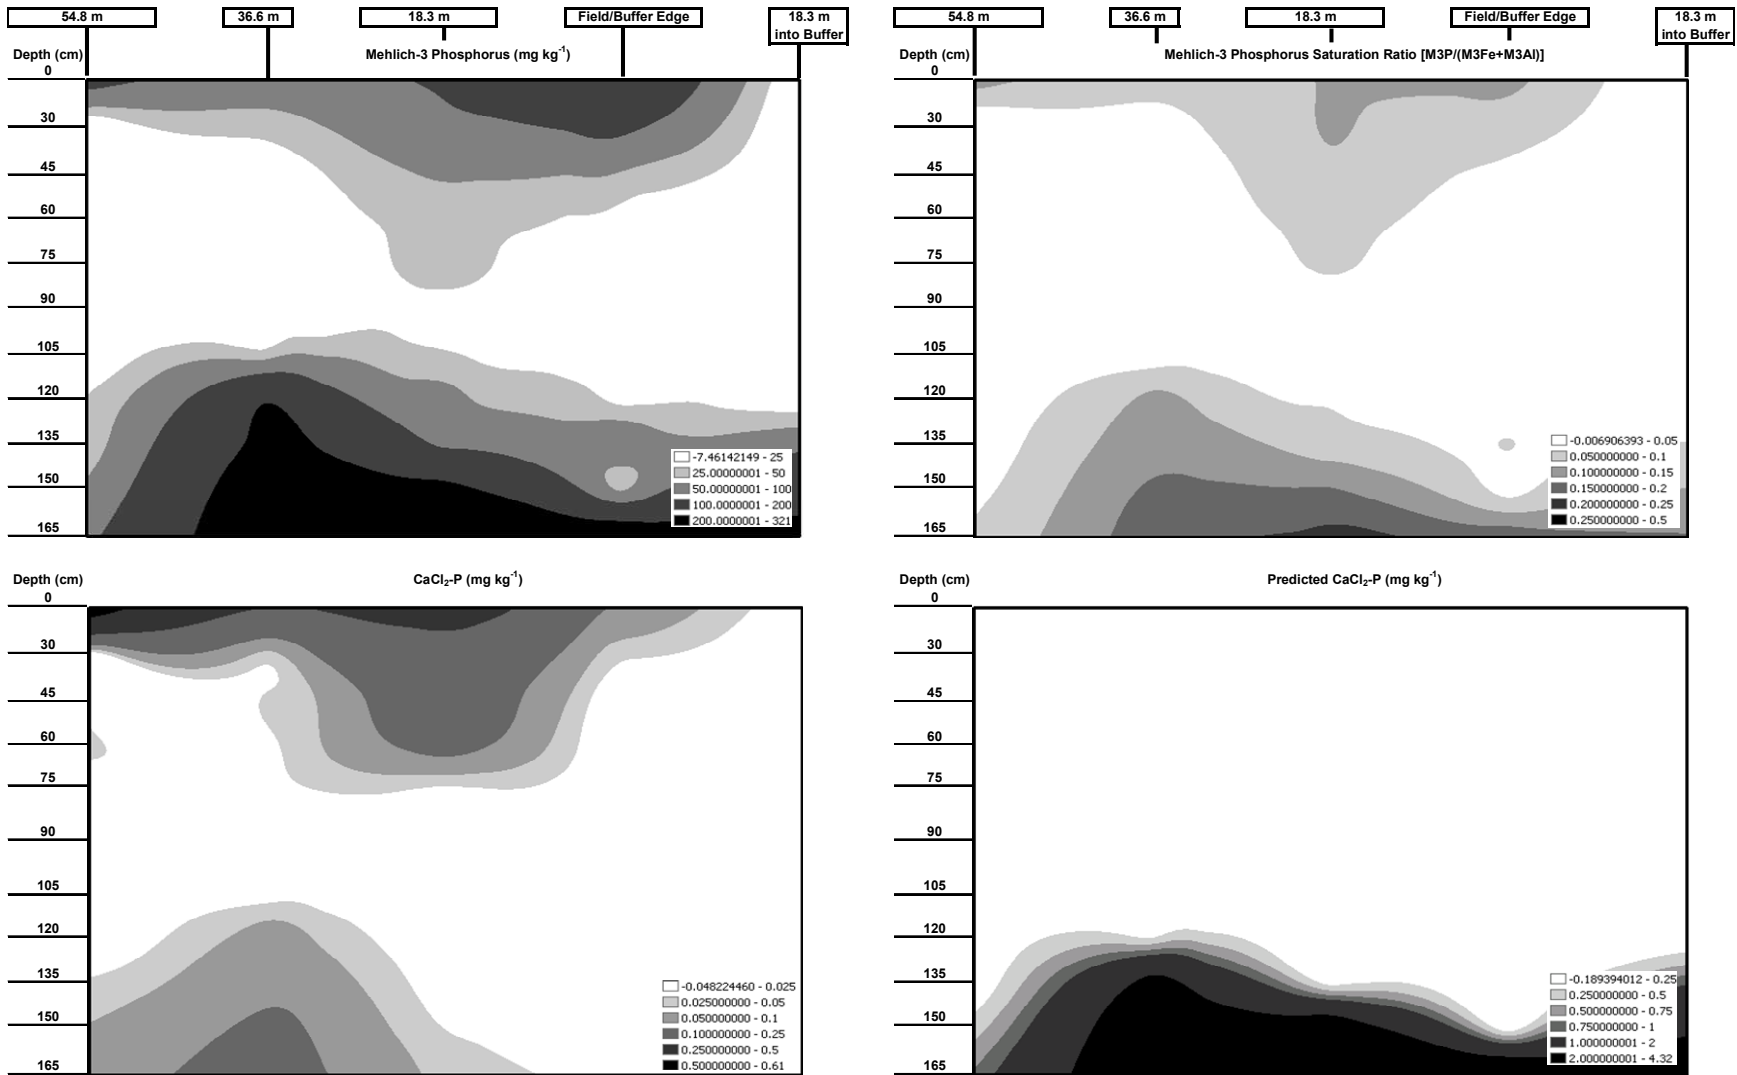 54.8 m
36.6 m
18.3 m
Field/Buffer Edge
18.3 m
into Buffer
Depth (cm)
Mehlich-3 Phosphorus (mg kg-1)
0
30
45
60
75
90
105
120
135
150
165
-7.46142149 - 25
25.00000001 - 50
50.00000001 - 100
100.0000001 - 200
200.0000001 - 321
54.8 m
36.6 m
18.3 m
Field/Buffer Edge
18.3 m
into Buffer
Depth (cm)
Mehlich-3 Phosphorus Saturation Ratio [M3P/(M3Fe+M3Al)]
0
30
45
60
75
90
105
120
135
150
165
-0.006906393 - 0.05
0.050000000 - 0.1
0.100000000 - 0.15
0.150000000 - 0.2
0.200000000 - 0.25
0.250000000 - 0.5
Depth (cm)
CaCl2-P (mg kg-1)
0
30
45
60
75
90
105
120
135
150
165
-0.048224460 - 0.025
0.025000000 - 0.05
0.050000000 - 0.1
0.100000000 - 0.25
0.250000000 - 0.5
0.500000000 - 0.61
Depth (cm)
Predicted CaCl2-P (mg kg-1)
0
30
45
60
75
90
105
120
135
150
165
-0.189394012 - 0.25
0.250000000 - 0.5
0.500000000 - 0.75
0.750000000 - 1
1.000000001 - 2
2.000000001 - 4.32